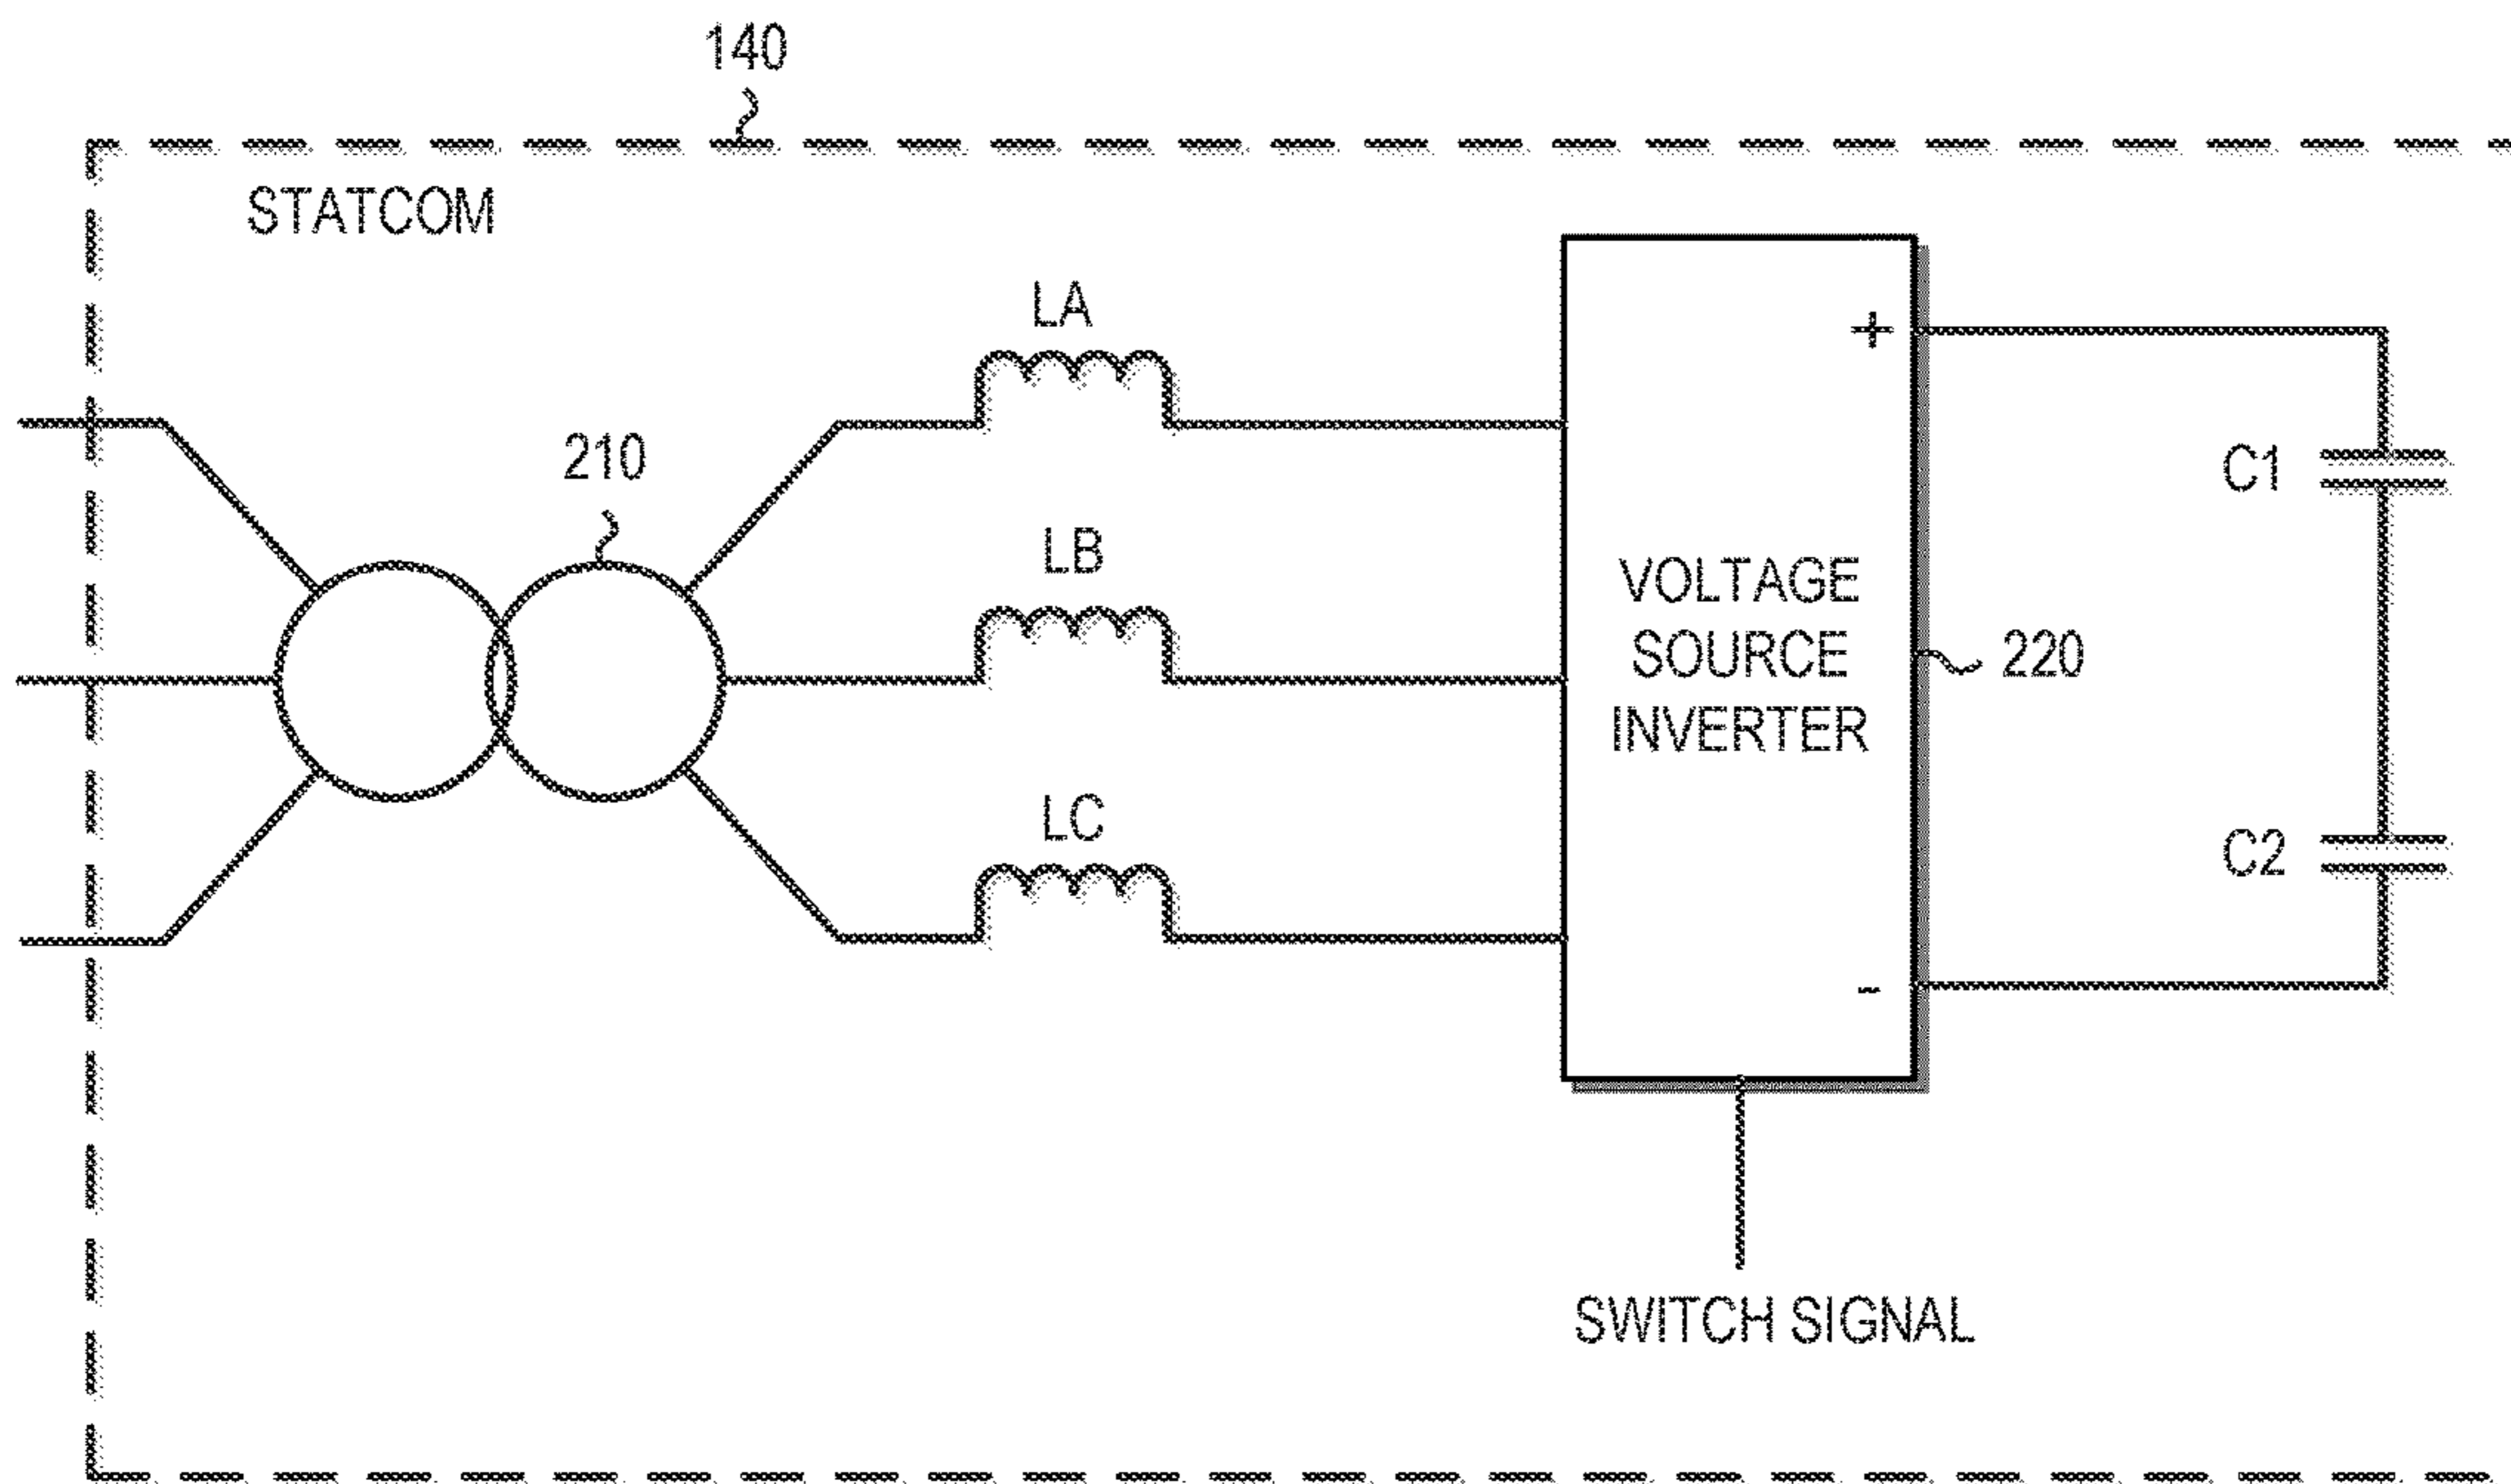 140
STATCOM
LA
+
210
C1
LB
VOLTAGE
SOURCE
INVERTER
220
LC
C2
-
SWITCH SIGNAL